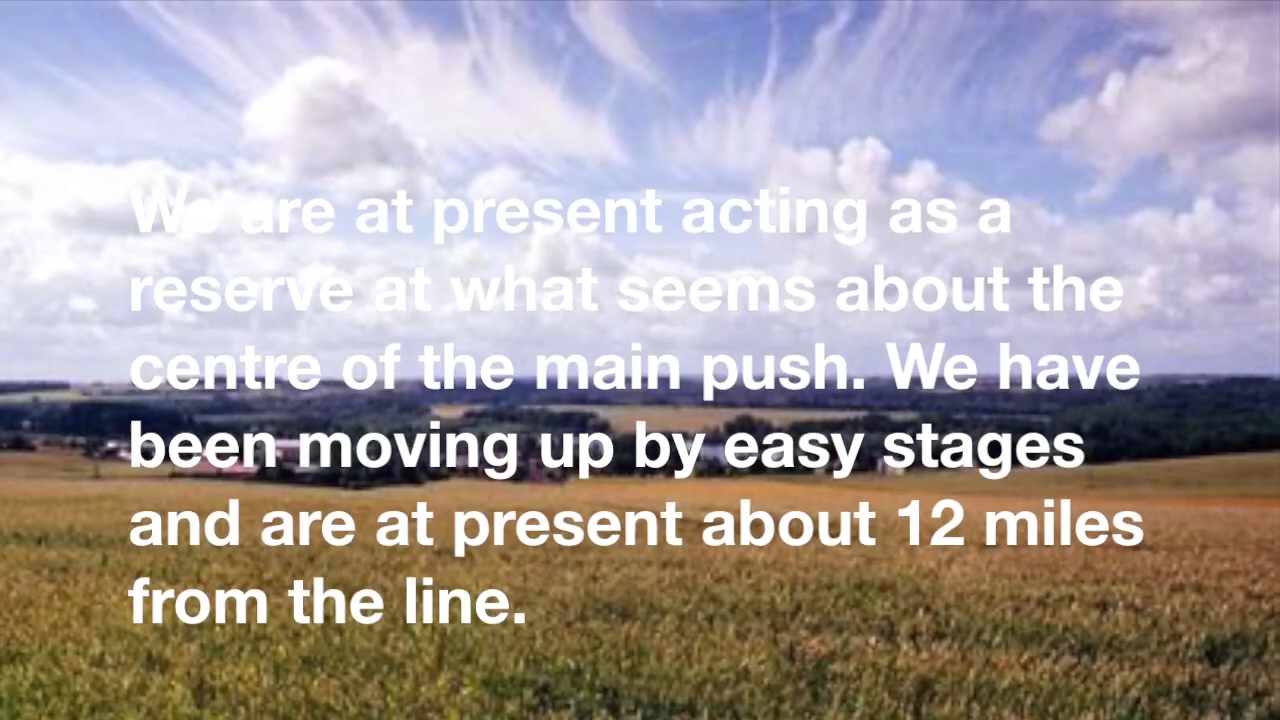 We are at present acting as a
reserve at what seems about the
centre of the main push. We have
been moving up by easy stages
and are at present about 12 miles
from the line.